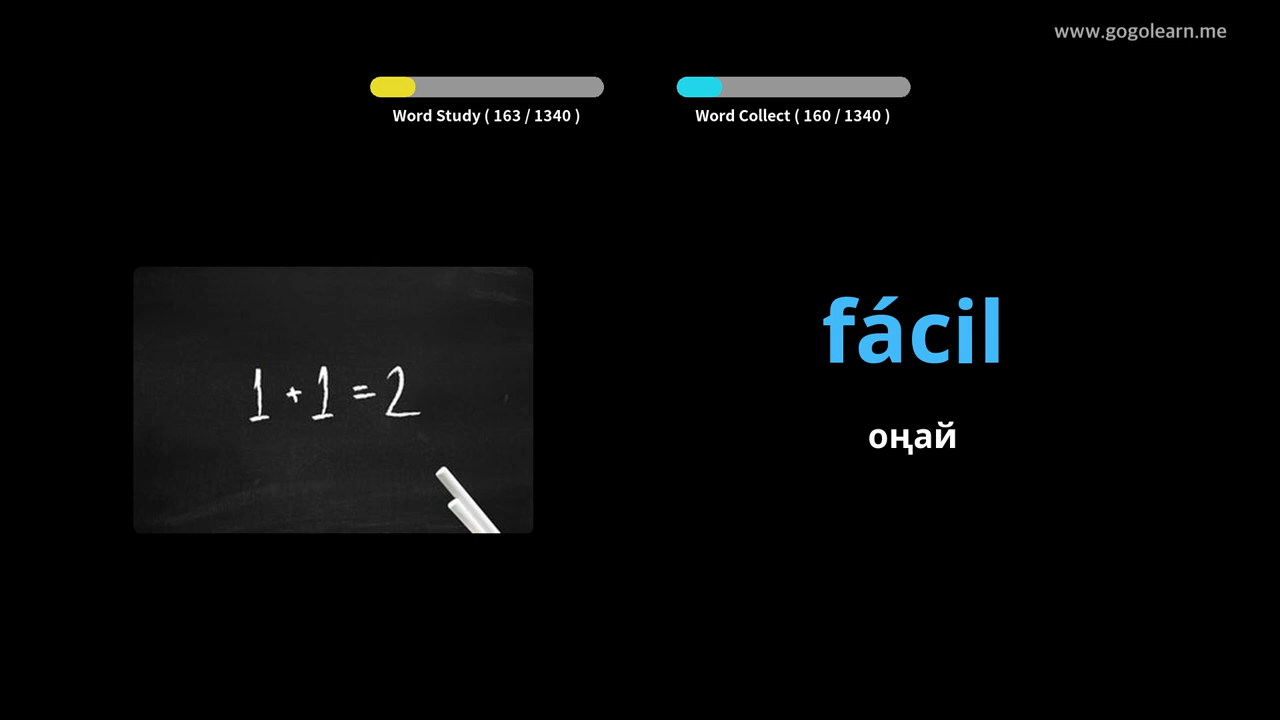 www.gogolearn.me
Word Study ( 163 / 1340 )
Word Collect ( 160 / 1340 )
1 + 1 = 2
fácil
оңай